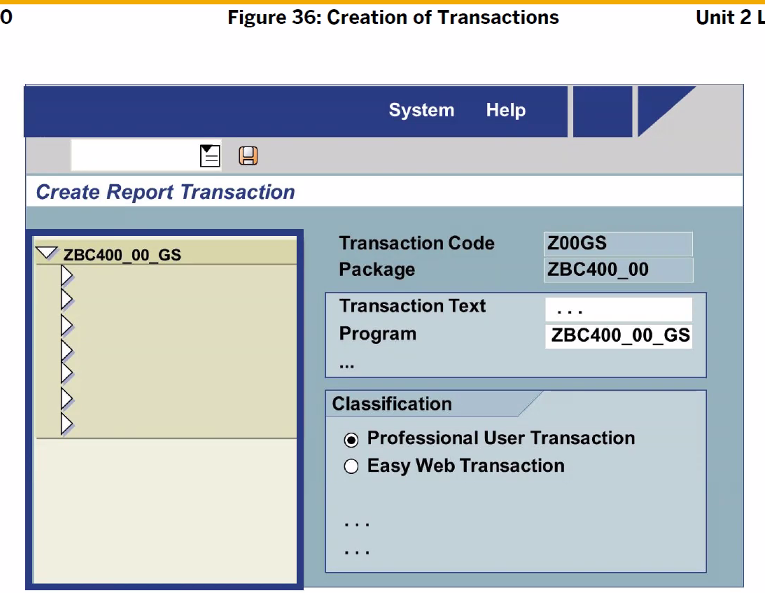 0 Figure 36: Creation of Transactions Unit 2 L
System Help
Create Report Transaction
ZBC400_00_GS
Transaction Code Z00GS
Package ZBC400_00
Transaction Text ...
Program ZBC400_00_GS
...
Classification
Professional User Transaction
Easy Web Transaction
...
...